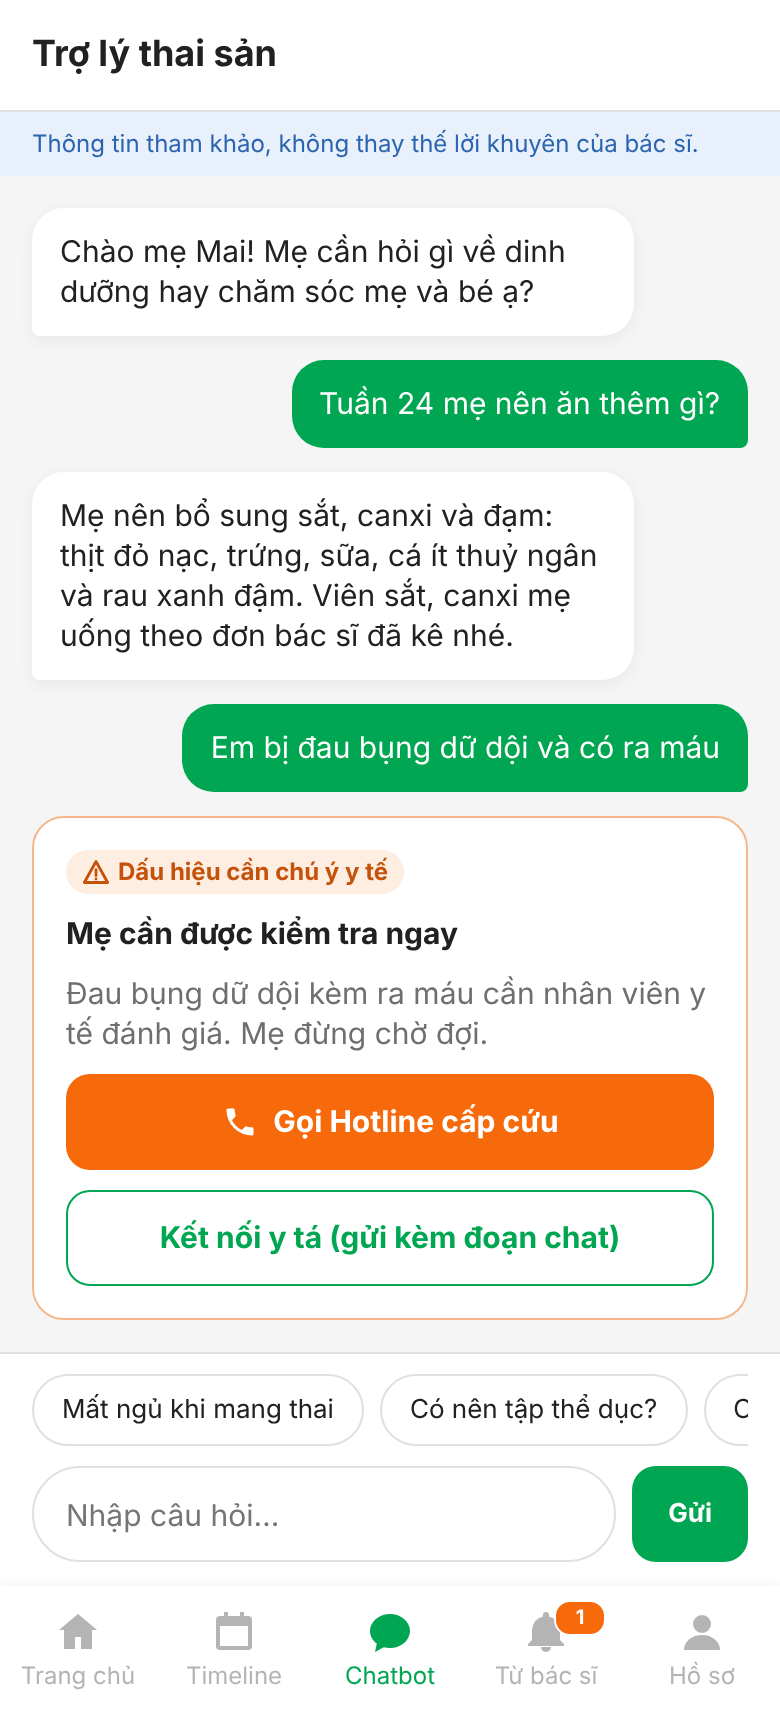 Trợ lý thai sản
Thông tin tham khảo, không thay thế lời khuyên của bác sĩ.
Chào mẹ Mai! Mẹ cần hỏi gì về dinh
dưỡng hay chăm sóc mẹ và bé ạ?
Tuần 24 mẹ nên ăn thêm gì?
Mẹ nên bổ sung sắt, canxi và đạm:
thịt đỏ nạc, trứng, sữa, cá ít thuỷ ngân
và rau xanh đậm. Viên sắt, canxi mẹ
uống theo đơn bác sĩ đã kê nhé.
Em bị đau bụng dữ dội và có ra máu
Dấu hiệu cần chú ý y tế
Mẹ cần được kiểm tra ngay
Đau bụng dữ dội kèm ra máu cần nhân viên y
tế đánh giá. Mẹ đừng chờ đợi.
Gọi Hotline cấp cứu
Kết nối y tá (gửi kèm đoạn chat)
Mất ngủ khi mang thai
Có nên tập thể dục?
Nhập câu hỏi...
Gửi
1
Trang chủ
Timeline
Chatbot
Từ bác sĩ
Hồ sơ